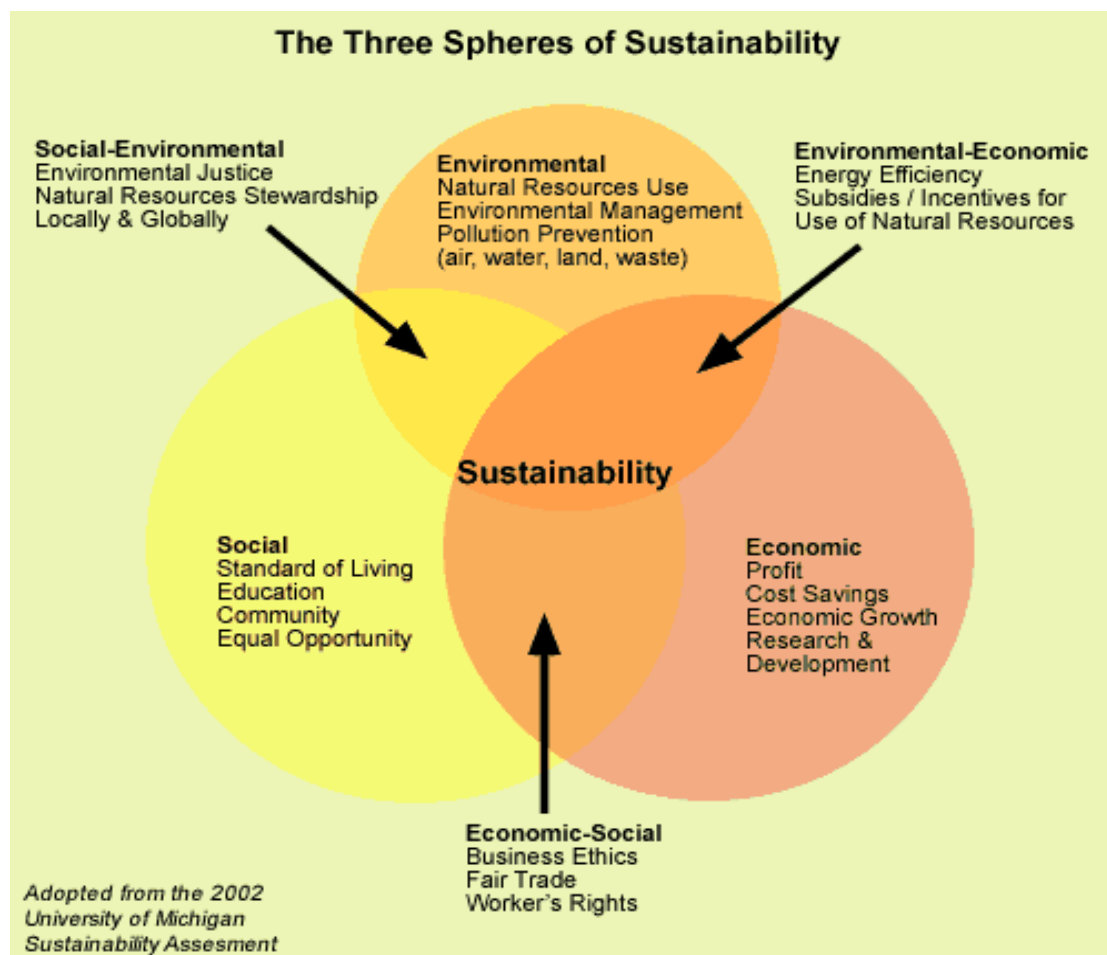 The Three Spheres of Sustainability
Social-Environmental
Environmental Justice
Natural Resources Stewardship
Locally & Globally
Environmental
Natural Resources Use
Environmental Management
Pollution Prevention
(air, water, land, waste)
Environmental-Economic
Energy Efficiency
Subsidies / Incentives for
Use of Natural Resources
Sustainability
Social
Standard of Living
Education
Community
Equal Opportunity
Economic
Profit
Cost Savings
Economic Growth
Research &
Development
Economic-Social
Business Ethics
Fair Trade
Worker's Rights
Adopted from the 2002
University of Michigan
Sustainability Assesment